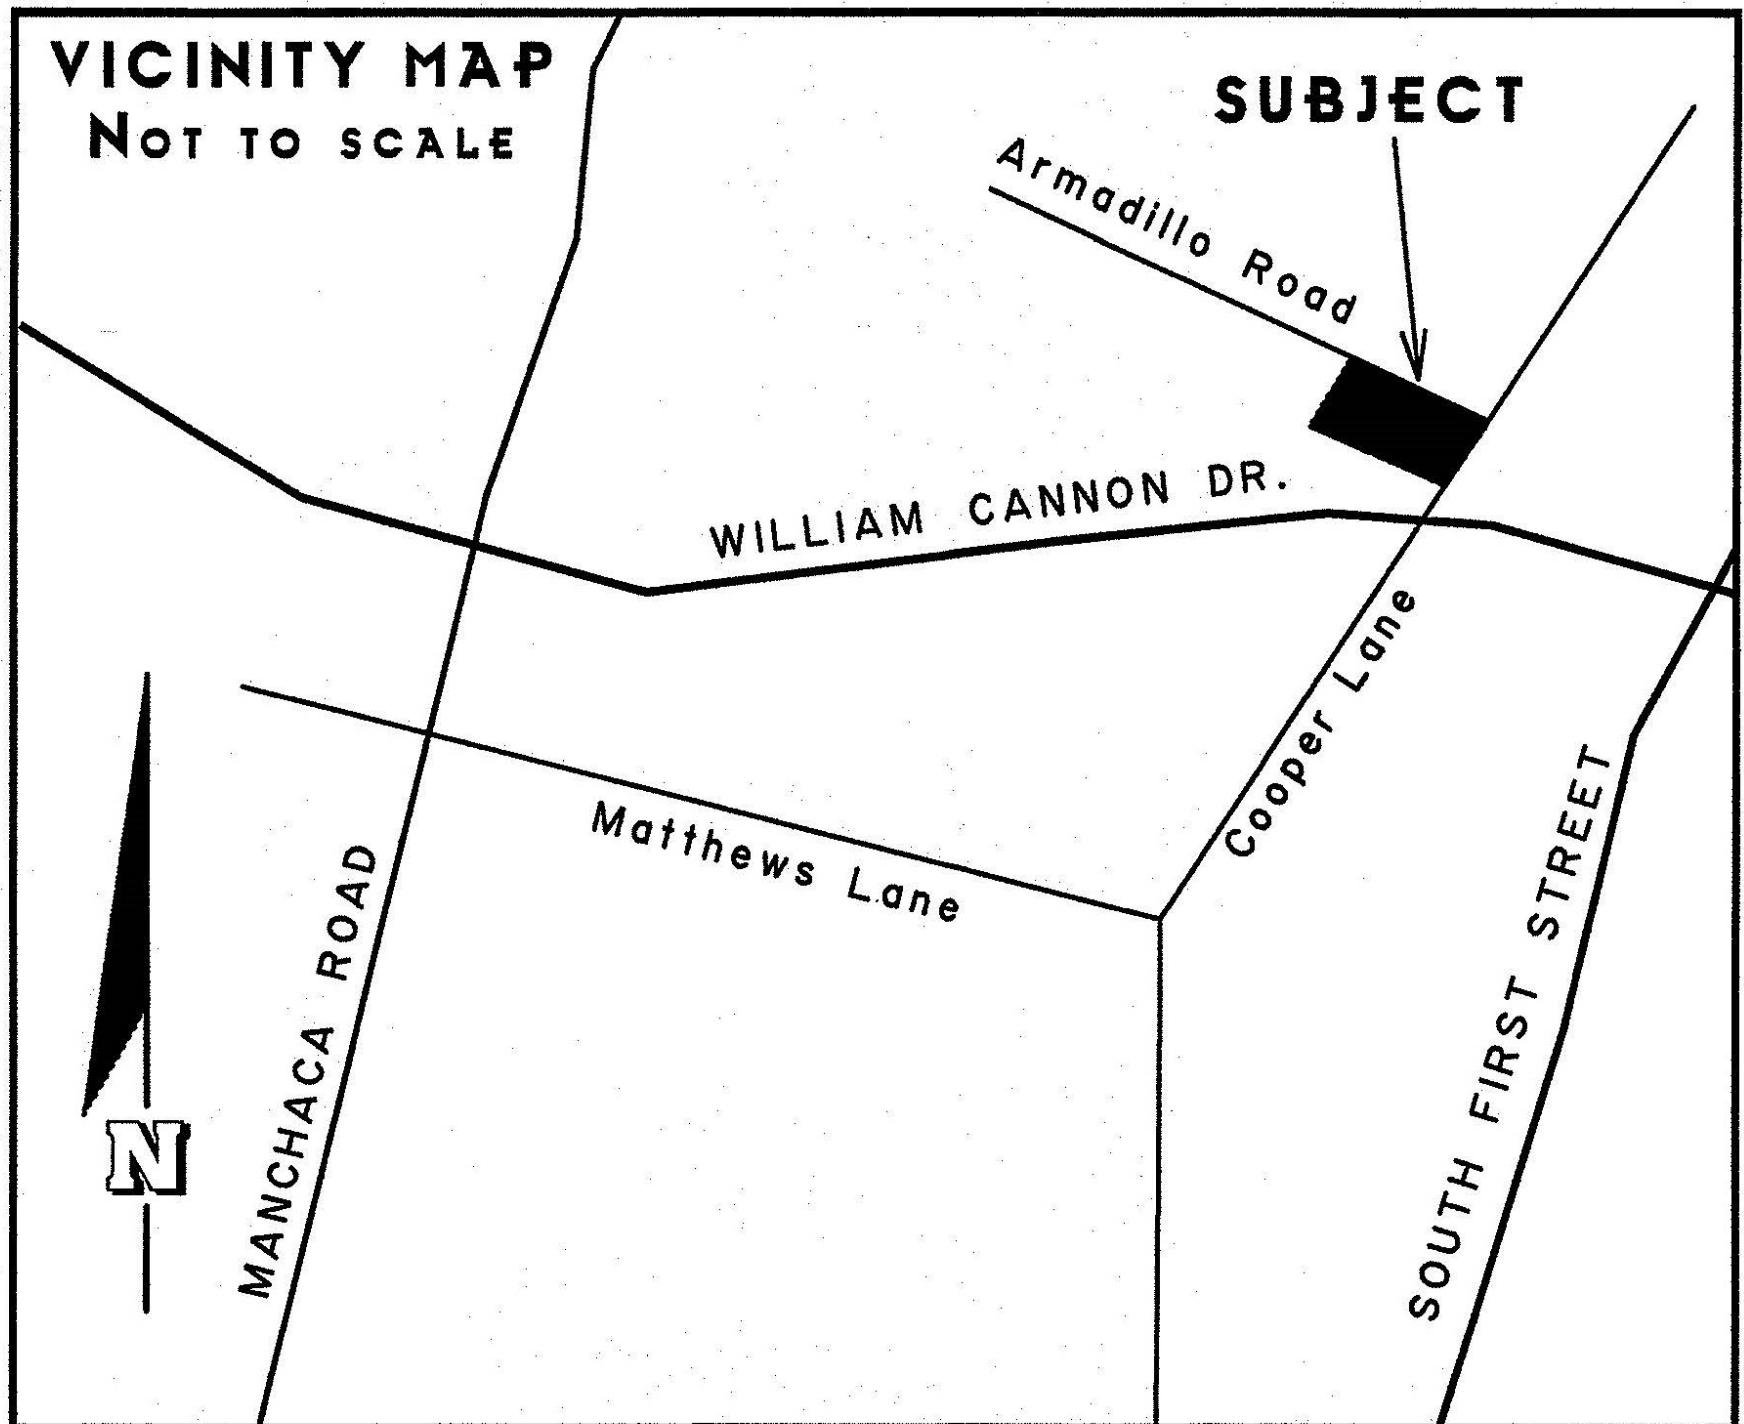 VICINITY MAP
NOT TO SCALE
SUBJECT
Armadillo Road
WILLIAM CANNON DR.
Cooper Lane
Matthews Lane
MANCHACA ROAD
SOUTH FIRST STREET
N